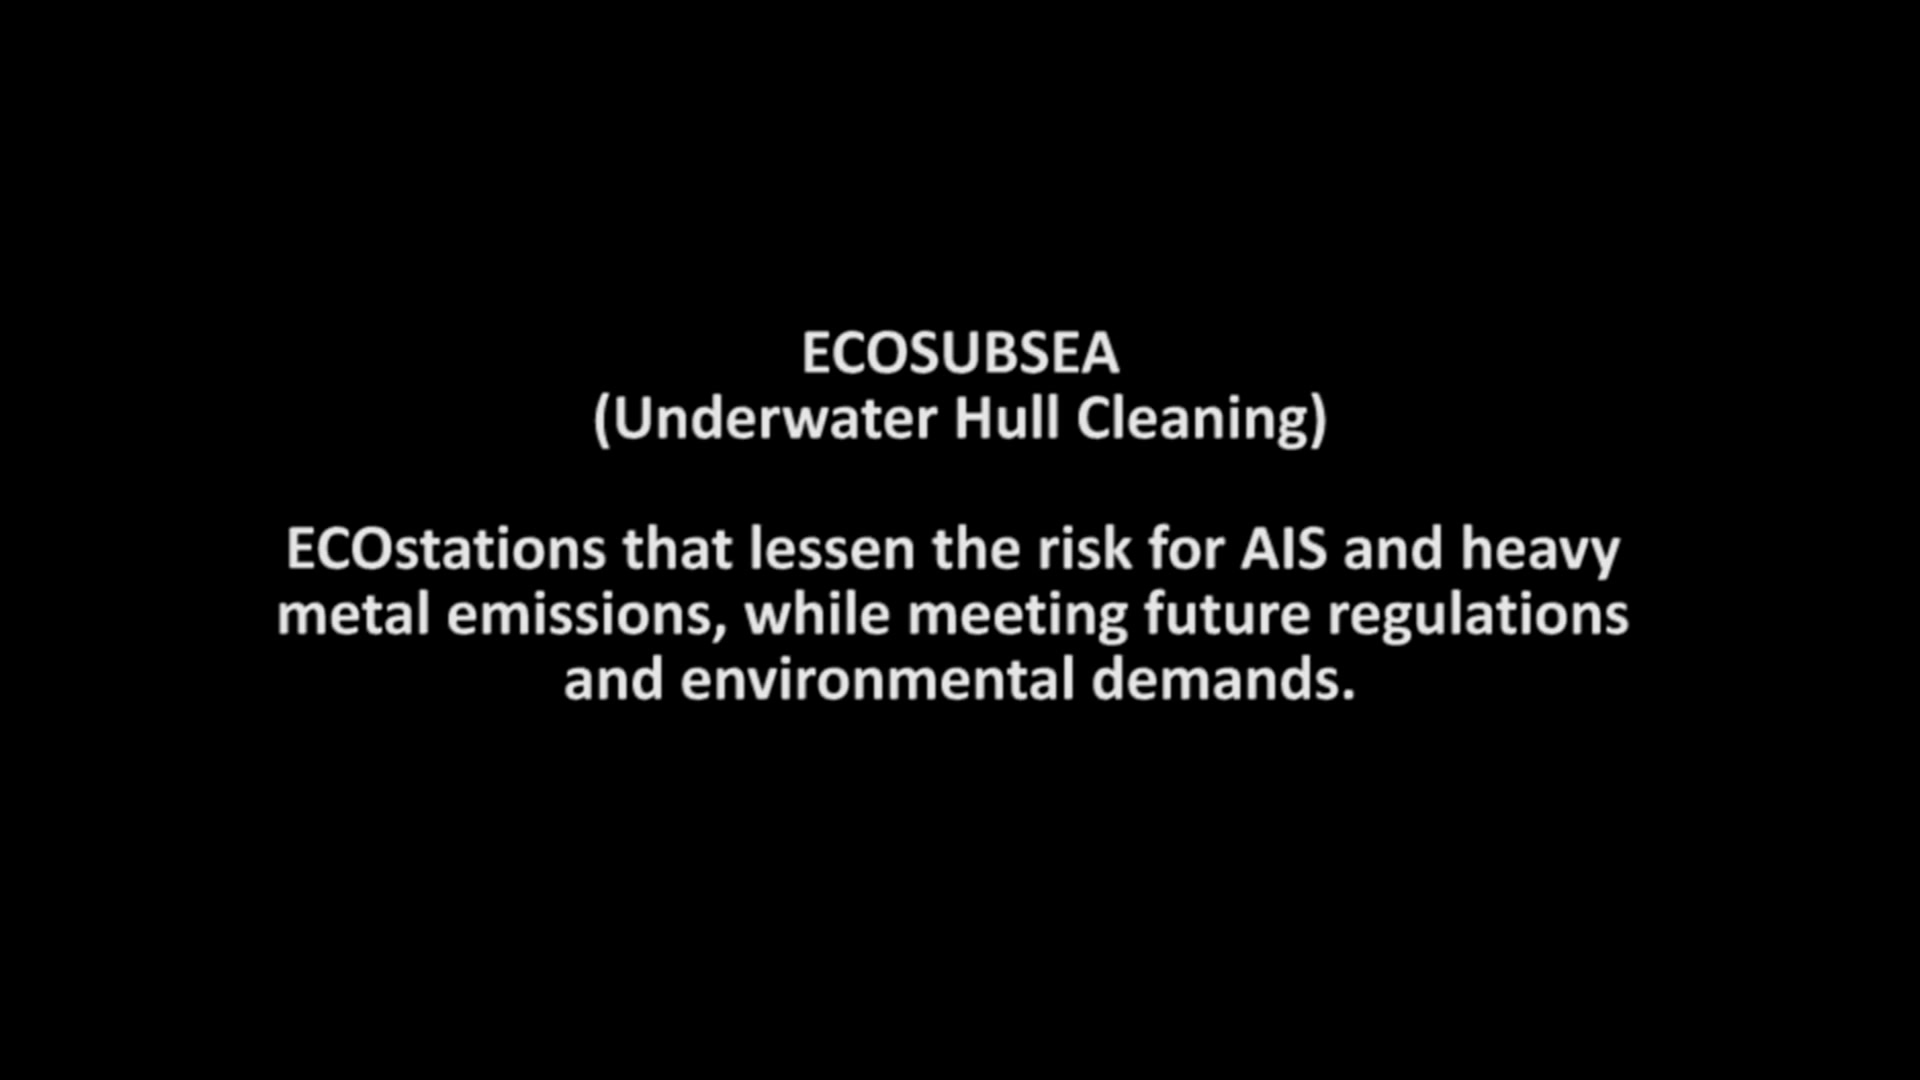 ECOSUBSEA
(Underwater Hull Cleaning)
ECOstations that lessen the risk for AIS and heavy
metal emissions, while meeting future regulations
and environmental demands.